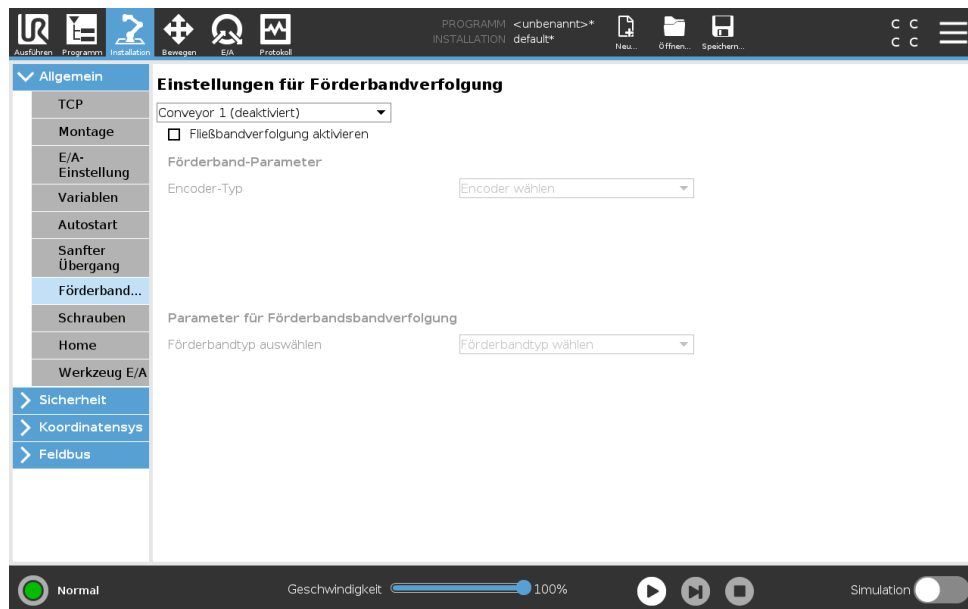 PROGRAMM <unbenannt>*
INSTALLATION default*
C C
C C
Ausführen Programm Installation Bewegen E/A Protokoll Neu... Öffnen... Speichern...
Allgemein
TCP
Montage
E/A-
Einstellung
Variablen
Autostart
Sanfter
Übergang
Förderband...
Schrauben
Home
Werkzeug E/A
Sicherheit
Koordinatensys
Feldbus
Einstellungen für Förderbandverfolgung
Conveyor 1 (deaktiviert)
Fließbandverfolgung aktivieren
Förderband-Parameter
Encoder-Typ Encoder wählen
Parameter für Förderbandsbandverfolgung
Förderbandtyp auswählen Förderbandtyp wählen
Normal Geschwindigkeit 100% Simulation